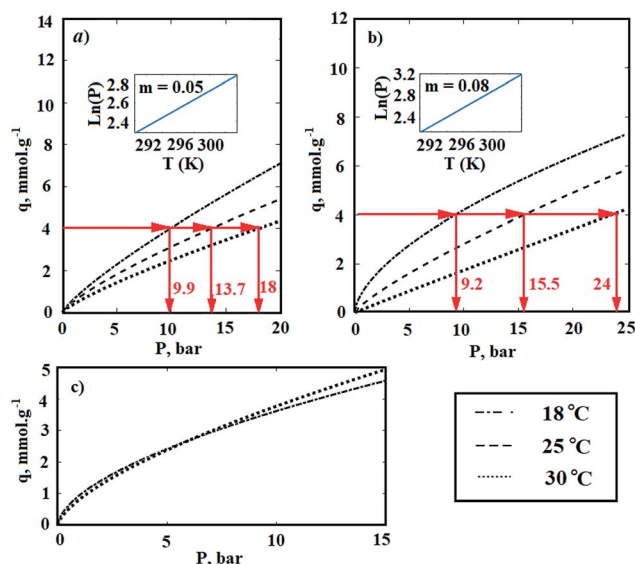 14
12
10
8
6
4
2
0
a)
2.8
2.6
2.4
Ln(P)
m = 0.05
292 296 300
T (K)
9.9
13.7
18
0 5 10 15 20
P, bar
q, mmol.g-1
12
10
8
6
4
2
0
b)
3.2
2.8
2.4
Ln(P)
m = 0.08
292 296 300
T (K)
9.2
15.5
24
0 5 10 15 20 25
P, bar
q, mmol.g-1
5
4
3
2
1
0
c)
0 5 10 15
P, bar
q, mmol.g-1
18 °C
25 °C
30 °C